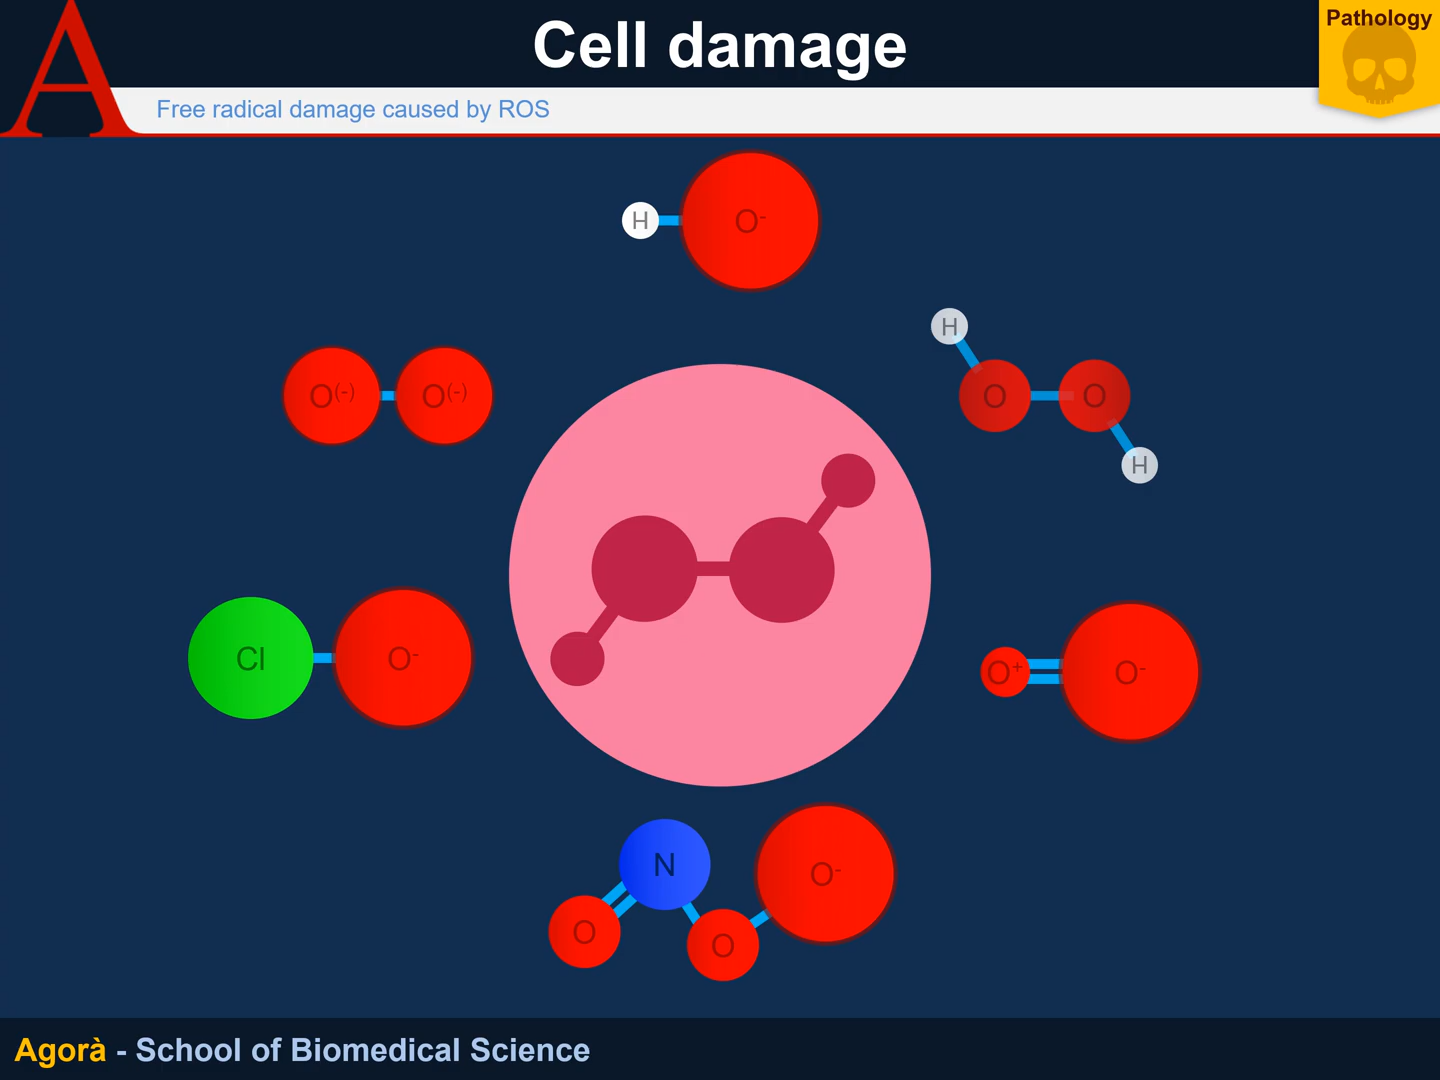 A
Cell damage
Pathology
Free radical damage caused by ROS
H O⁻
H
O⁽⁻⁾ O⁽⁻⁾
O O
H
Cl O⁻
O⁺ O⁻
N
O⁻
O O
Agorà - School of Biomedical Science